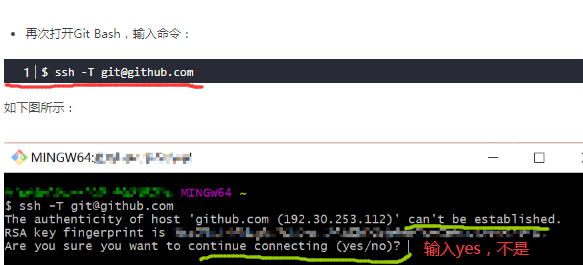 再次打开Git Bash，输入命令：
1 $ ssh -T git@github.com
如下图所示：
MINGW64:
MINGW64 ~
$ ssh -T git@github.com
The authenticity of host 'github.com (192.30.253.112)' can't be established.
RSA key fingerprint is
Are you sure you want to continue connecting (yes/no)? 输入yes，不是